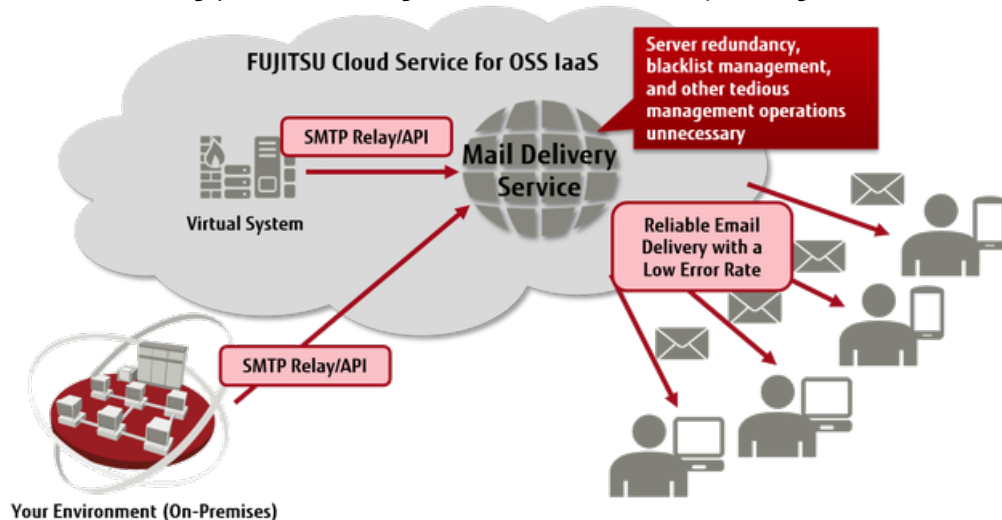 FUJITSU Cloud Service for OSS IaaS
Server redundancy,
blacklist management,
and other tedious
management operations
unnecessary
SMTP Relay/API
Mail Delivery
Service
Virtual System
Reliable Email
Delivery with a
Low Error Rate
SMTP Relay/API
Your Environment (On-Premises)